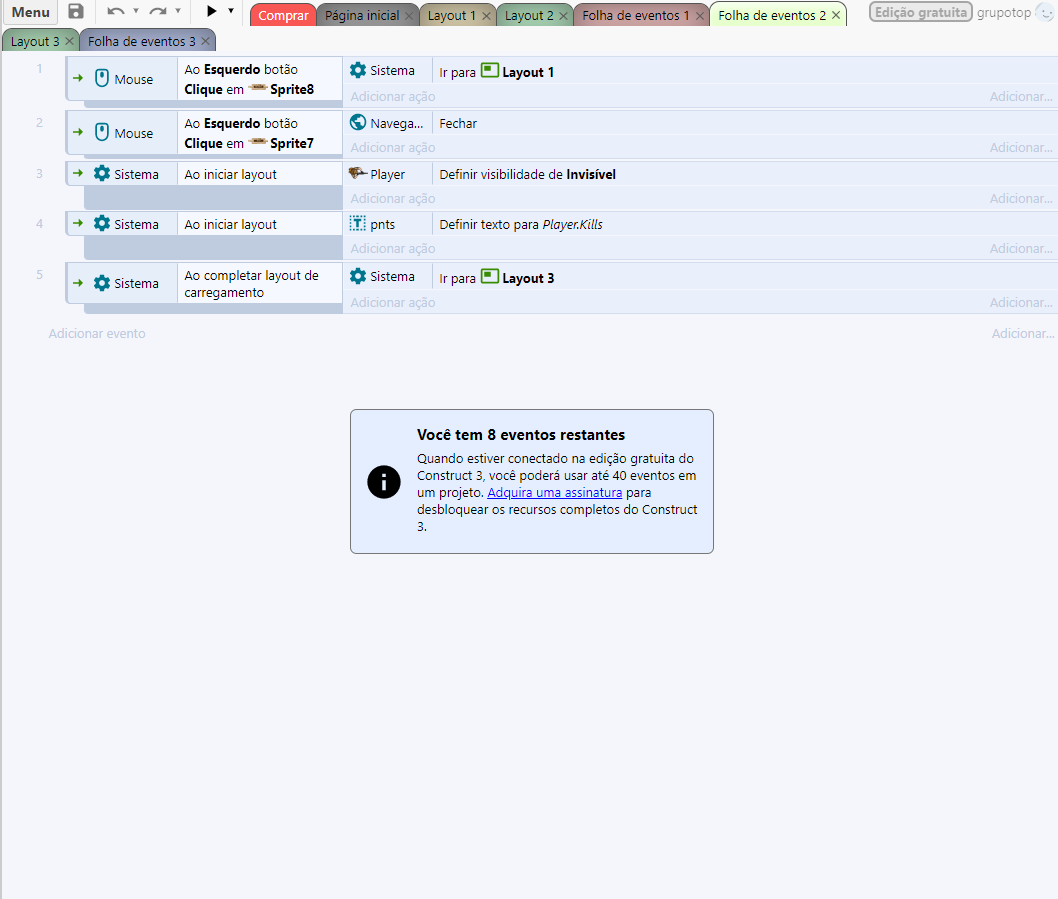 Menu
Comprar
Página inicial
Layout 1
Layout 2
Folha de eventos 1
Folha de eventos 2
Edição gratuita
grupotop
Layout 3
Folha de eventos 3
1
Mouse
Ao Esquerdo botão
Clique em Sprite8
Sistema
Ir para Layout 1
Adicionar ação
Adicionar...
2
Mouse
Ao Esquerdo botão
Clique em Sprite7
Navega...
Fechar
Adicionar ação
Adicionar...
3
Sistema
Ao iniciar layout
Player
Definir visibilidade de Invisível
Adicionar ação
Adicionar...
4
Sistema
Ao iniciar layout
pnts
Definir texto para Player.Kills
Adicionar ação
Adicionar...
5
Sistema
Ao completar layout de
carregamento
Sistema
Ir para Layout 3
Adicionar ação
Adicionar...
Adicionar evento
Adicionar...
Você tem 8 eventos restantes
Quando estiver conectado na edição gratuita do
Construct 3, você poderá usar até 40 eventos em
um projeto. Adquira uma assinatura para
desbloquear os recursos completos do Construct
3.